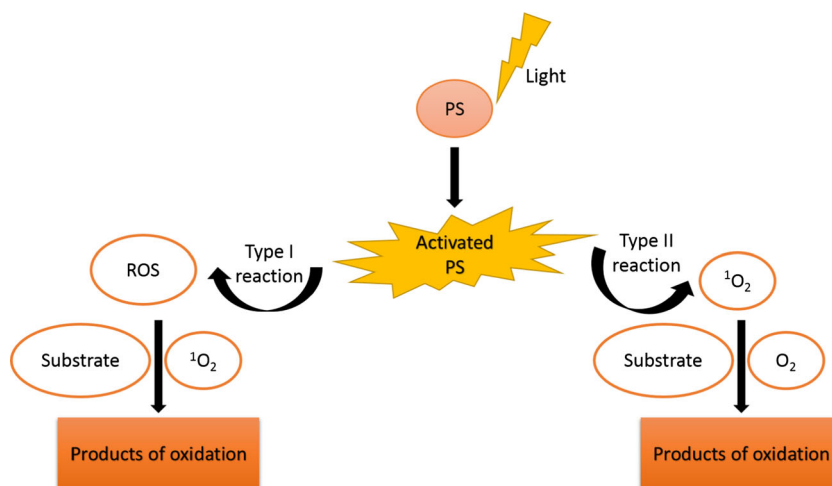 Light
PS
Activated
PS
Type I
reaction
Type II
reaction
ROS
¹O₂
Substrate
¹O₂
Substrate
O₂
Products of oxidation
Products of oxidation